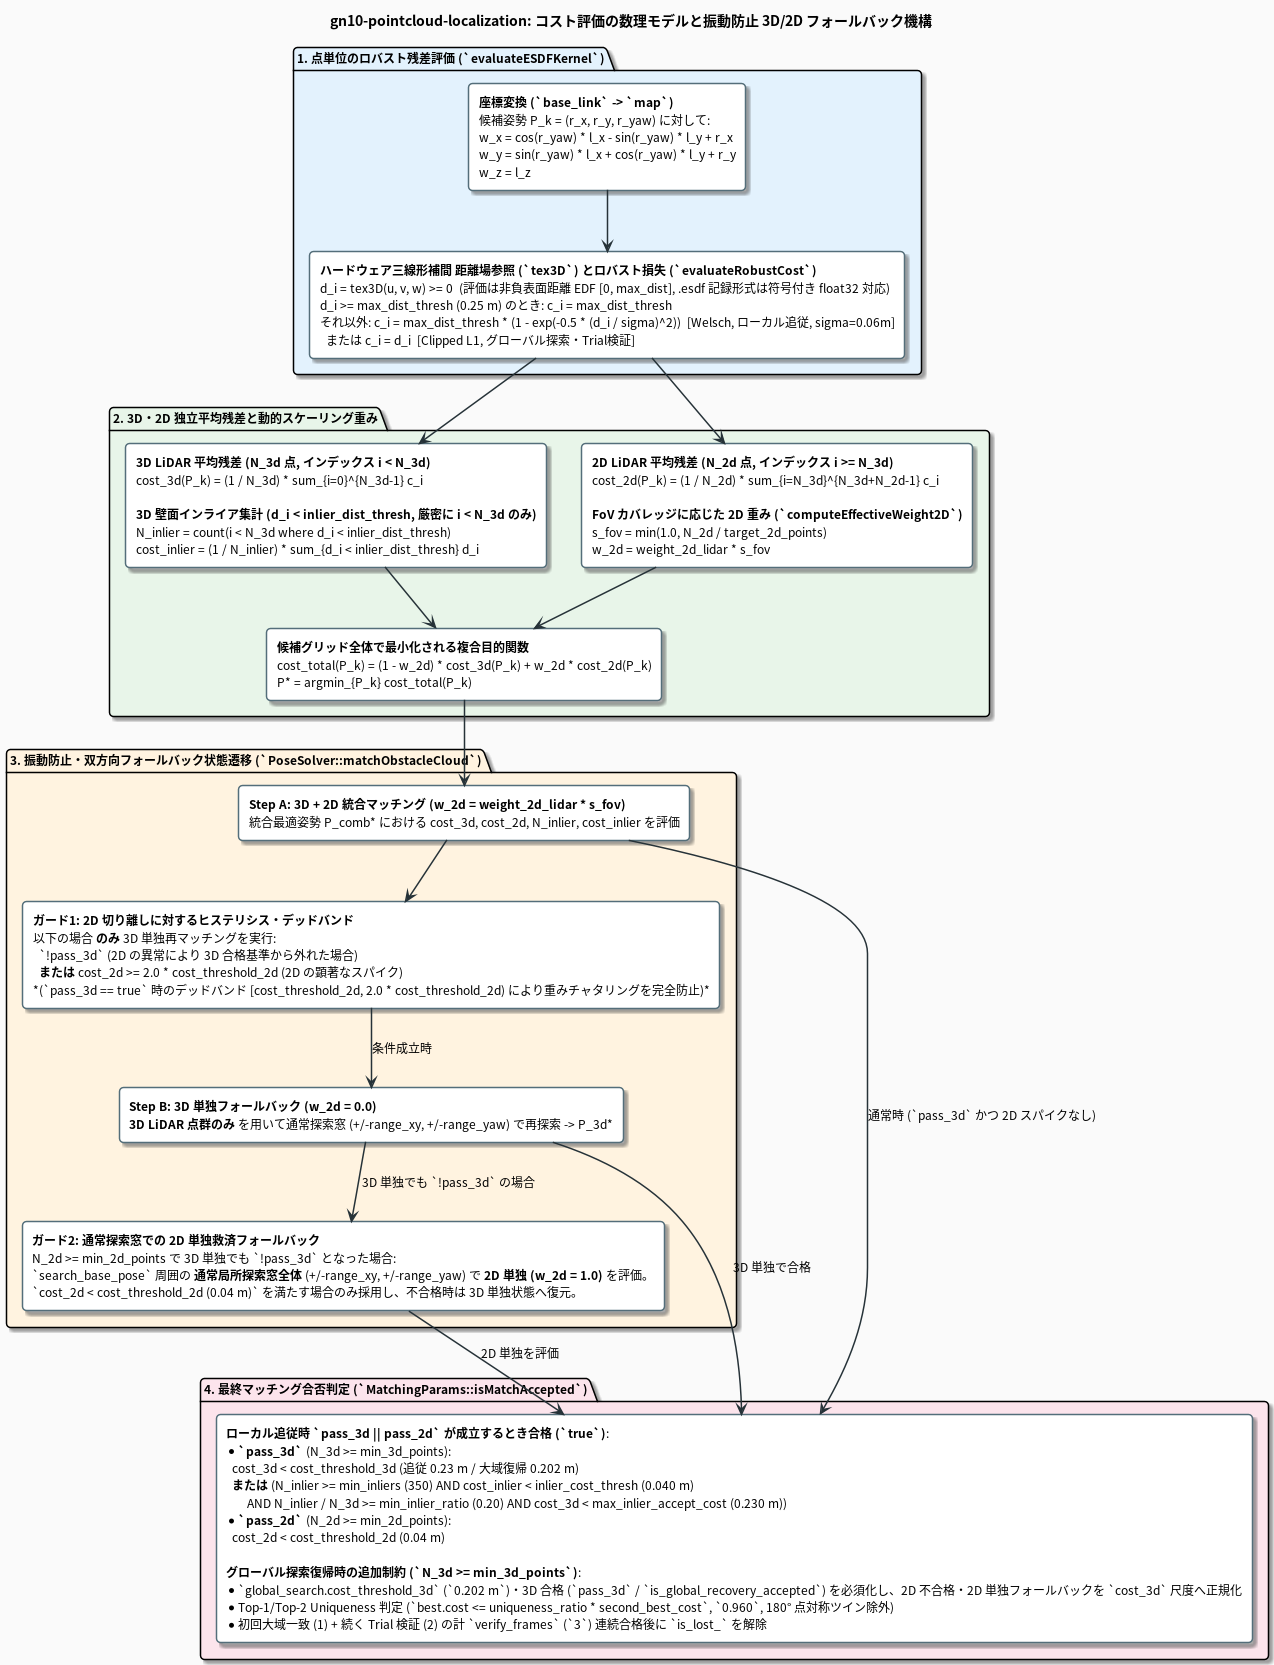 gn10-pointcloud-localization: コスト評価の数理モデルと振動防止 3D/2D フォールバック機構
1. 点単位のロバスト残差評価 (`evaluateESDFKernel`)
座標変換 (`base_link` -> `map`)
候補姿勢 P_k = (r_x, r_y, r_yaw) に対して:
w_x = cos(r_yaw) * l_x - sin(r_yaw) * l_y + r_x
w_y = sin(r_yaw) * l_x + cos(r_yaw) * l_y + r_y
w_z = l_z
ハードウェア三線形補間 距離場参照 (`tex3D`) とロバスト損失 (`evaluateRobustCost`)
d_i = tex3D(u, v, w) >= 0  (評価は非負表面距離 EDF [0, max_dist], .esdf 記録形式は符号付き float32 対応)
d_i >= max_dist_thresh (0.25 m) のとき: c_i = max_dist_thresh
それ以外: c_i = max_dist_thresh * (1 - exp(-0.5 * (d_i / sigma)^2))  [Welsch, ローカル追従, sigma=0.06m]
または c_i = d_i  [Clipped L1, グローバル探索・Trial検証]
2. 3D・2D 独立平均残差と動的スケーリング重み
3D LiDAR 平均残差 (N_3d 点, インデックス i < N_3d)
cost_3d(P_k) = (1 / N_3d) * sum_{i=0}^{N_3d-1} c_i
3D 壁面インライア集計 (d_i < inlier_dist_thresh, 厳密に i < N_3d のみ)
N_inlier = count(i < N_3d where d_i < inlier_dist_thresh)
cost_inlier = (1 / N_inlier) * sum_{d_i < inlier_dist_thresh} d_i
2D LiDAR 平均残差 (N_2d 点, インデックス i >= N_3d)
cost_2d(P_k) = (1 / N_2d) * sum_{i=N_3d}^{N_3d+N_2d-1} c_i
FoV カバレッジに応じた 2D 重み (`computeEffectiveWeight2D`)
s_fov = min(1.0, N_2d / target_2d_points)
w_2d = weight_2d_lidar * s_fov
候補グリッド全体で最小化される複合目的関数
cost_total(P_k) = (1 - w_2d) * cost_3d(P_k) + w_2d * cost_2d(P_k)
P* = argmin_{P_k} cost_total(P_k)
3. 振動防止・双方向フォールバック状態遷移 (`PoseSolver::matchObstacleCloud`)
Step A: 3D + 2D 統合マッチング (w_2d = weight_2d_lidar * s_fov)
統合最適姿勢 P_comb* における cost_3d, cost_2d, N_inlier, cost_inlier を評価
ガード1: 2D 切り離しに対するヒステリシス・デッドバンド
以下の場合 のみ 3D 単独再マッチングを実行:
`!pass_3d` (2D の異常により 3D 合格基準から外れた場合)
または cost_2d >= 2.0 * cost_threshold_2d (2D の顕著なスパイク)
*(`pass_3d == true` 時のデッドバンド [cost_threshold_2d, 2.0 * cost_threshold_2d) により重みチャタリングを完全防止)*
条件成立時
Step B: 3D 単独フォールバック (w_2d = 0.0)
3D LiDAR 点群のみ を用いて通常探索窓 (+/-range_xy, +/-range_yaw) で再探索 -> P_3d*
通常時 (`pass_3d` かつ 2D スパイクなし)
3D 単独でも `!pass_3d` の場合
ガード2: 通常探索窓での 2D 単独救済フォールバック
N_2d >= min_2d_points で 3D 単独でも `!pass_3d` となった場合:
`search_base_pose` 周囲の 通常局所探索窓全体 (+/-range_xy, +/-range_yaw) で 2D 単独 (w_2d = 1.0) を評価。
`cost_2d < cost_threshold_2d (0.04 m)` を満たす場合のみ採用し、不合格時は 3D 単独状態へ復元。
3D 単独で合格
2D 単独を評価
4. 最終マッチング合否判定 (`MatchingParams::isMatchAccepted`)
ローカル追従時 `pass_3d || pass_2d` が成立するとき合格 (`true`):
• `pass_3d` (N_3d >= min_3d_points):
cost_3d < cost_threshold_3d (追従 0.23 m / 大域復帰 0.202 m)
または (N_inlier >= min_inliers (350) AND cost_inlier < inlier_cost_thresh (0.040 m)
AND N_inlier / N_3d >= min_inlier_ratio (0.20) AND cost_3d < max_inlier_accept_cost (0.230 m))
• `pass_2d` (N_2d >= min_2d_points):
cost_2d < cost_threshold_2d (0.04 m)
グローバル探索復帰時の追加制約 (`N_3d >= min_3d_points`):
• `global_search.cost_threshold_3d` (`0.202 m`)・3D 合格 (`pass_3d` / `is_global_recovery_accepted`) を必須化し、2D 不合格・2D 単独フォールバックを `cost_3d` 尺度へ正規化
• Top-1/Top-2 Uniqueness 判定 (`best.cost <= uniqueness_ratio * second_best_cost`, `0.960`, 180° 点対称ツイン除外)
• 初回大域一致 (1) + 続く Trial 検証 (2) の計 `verify_frames` (`3`) 連続合格後に `is_lost_` を解除